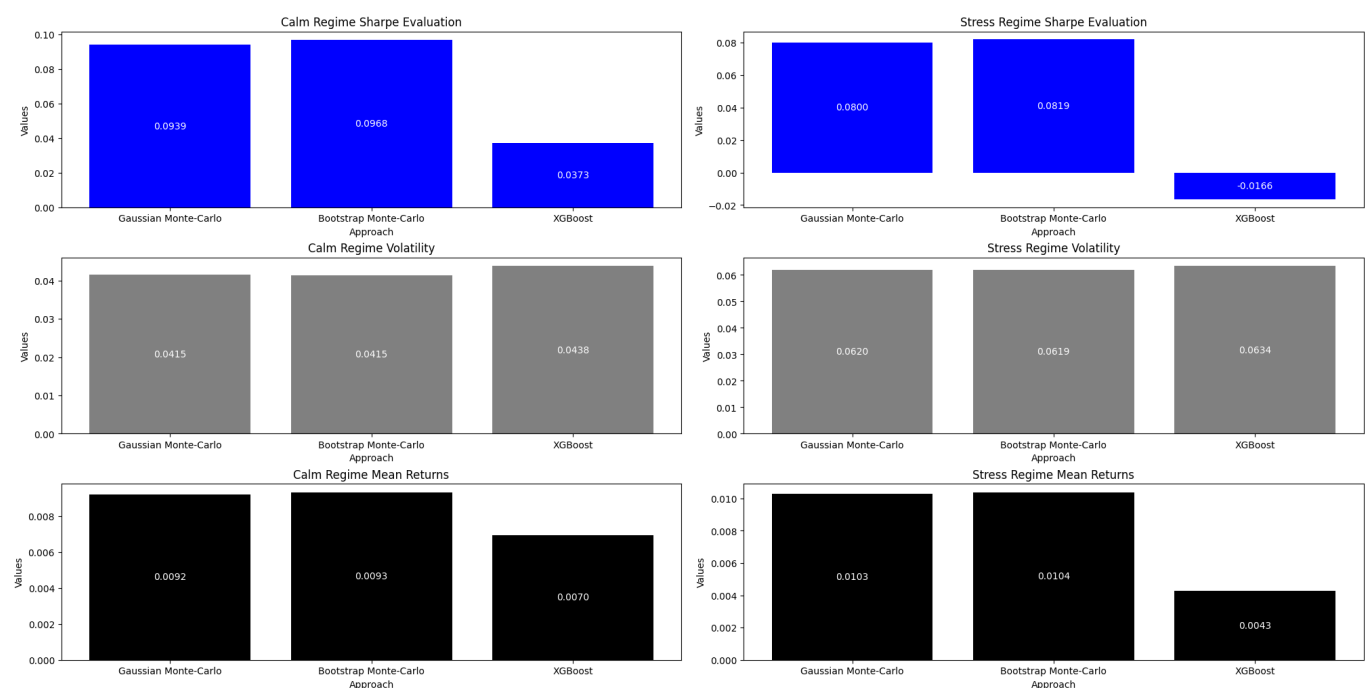 Calm Regime Sharpe Evaluation
0.10
0.08
0.06
0.04
0.02
0.00
Values
0.0939
0.0968
0.0373
Gaussian Monte-Carlo
Bootstrap Monte-Carlo
XGBoost
Approach
Stress Regime Sharpe Evaluation
0.08
0.06
0.04
0.02
0.00
−0.02
Values
0.0800
0.0819
-0.0166
Gaussian Monte-Carlo
Bootstrap Monte-Carlo
XGBoost
Approach
Calm Regime Volatility
0.04
0.03
0.02
0.01
0.00
Values
0.0415
0.0415
0.0438
Gaussian Monte-Carlo
Bootstrap Monte-Carlo
XGBoost
Approach
Stress Regime Volatility
0.06
0.05
0.04
0.03
0.02
0.01
0.00
Values
0.0620
0.0619
0.0634
Gaussian Monte-Carlo
Bootstrap Monte-Carlo
XGBoost
Approach
Calm Regime Mean Returns
0.008
0.006
0.004
0.002
0.000
Values
0.0092
0.0093
0.0070
Gaussian Monte-Carlo
Bootstrap Monte-Carlo
XGBoost
Approach
Stress Regime Mean Returns
0.010
0.008
0.006
0.004
0.002
0.000
Values
0.0103
0.0104
0.0043
Gaussian Monte-Carlo
Bootstrap Monte-Carlo
XGBoost
Approach